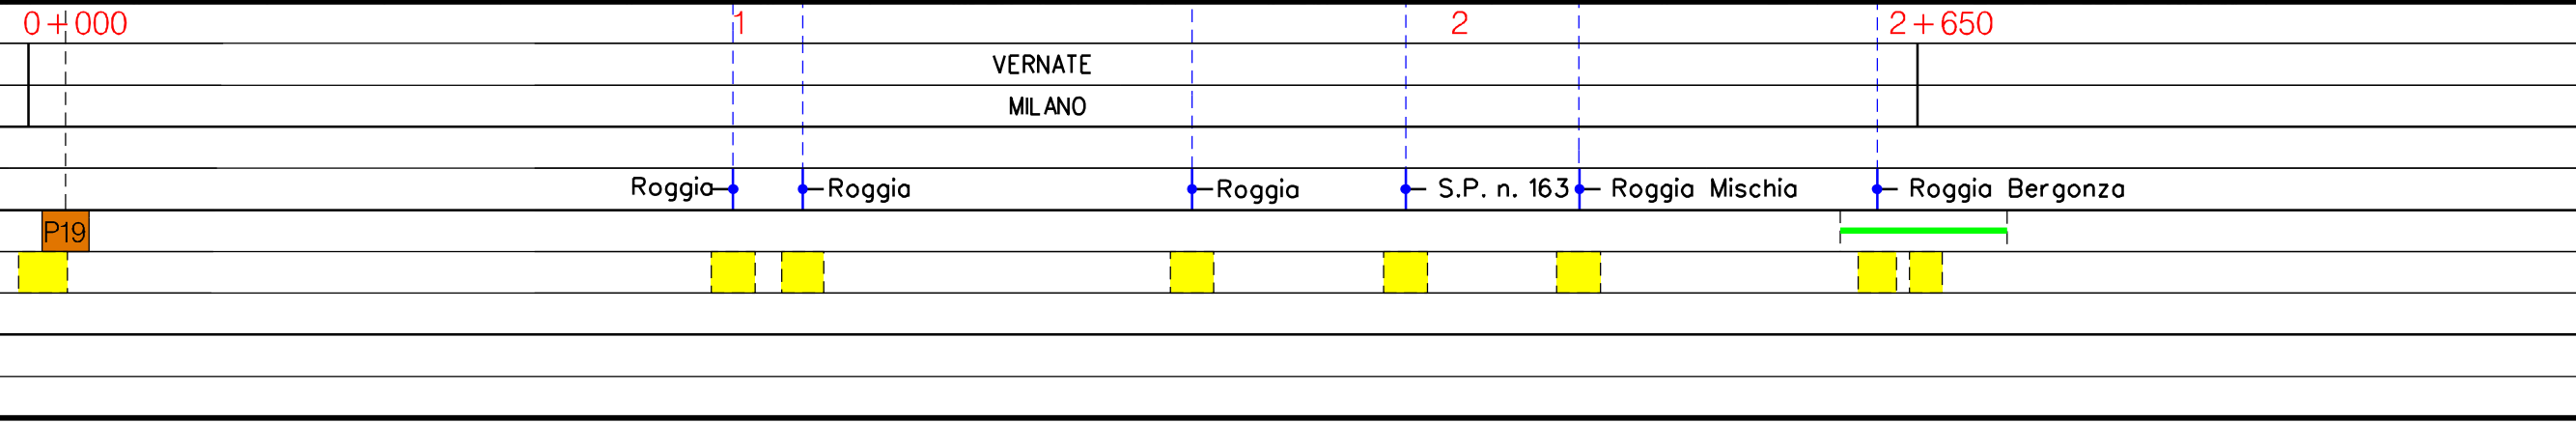 0+000 1 2 2+650
VERNATE
MILANO
Roggia Roggia Roggia S.P. n. 163 Roggia Mischia Roggia Bergonza
P19